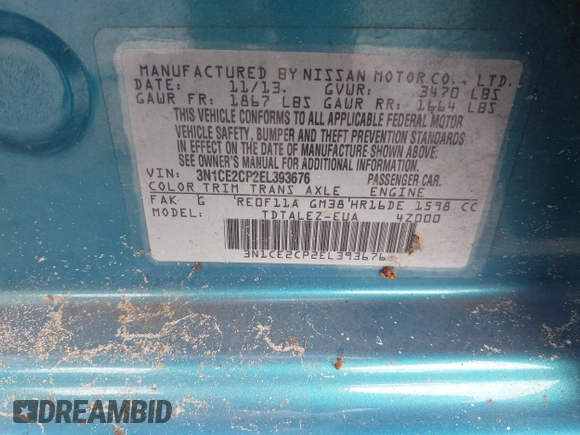 MANUFACTURED BY NISSAN MOTOR CO., LTD.
DATE: 11/13. GVWR: 3470 LBS
GAWR FR: 1867 LBS GAWR RR: 1664 LBS
THIS VEHICLE CONFORMS TO ALL APPLICABLE FEDERAL MOTOR
VEHICLE SAFETY, BUMPER AND THEFT PREVENTION STANDARDS
IN EFFECT ON THE DATE OF MANUFACTURE SHOWN ABOVE.
SEE OWNER'S MANUAL FOR ADDITIONAL INFORMATION.
VIN: 3N1CE2CP2EL393676 PASSENGER CAR.
COLOR TRIM TRANS AXLE ENGINE
FAK G RE0F11A GM38 HR16DE 1598 CC
MODEL: TDTALEZ-EUA 4Z000
3N1CE2CP2EL393676
DREAMBID